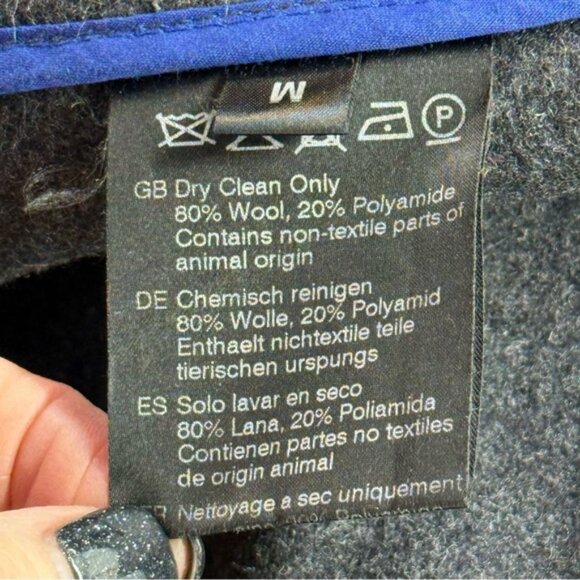 M
P
GB Dry Clean Only
80% Wool, 20% Polyamide
Contains non-textile parts of
animal origin
DE Chemisch reinigen
80% Wolle, 20% Polyamid
Enthaelt nichtextile teile
tierischen urspungs
ES Solo lavar en seco
80% Lana, 20% Poliamida
Contienen partes no textiles
de origin animal
Nettoyage a sec uniquement